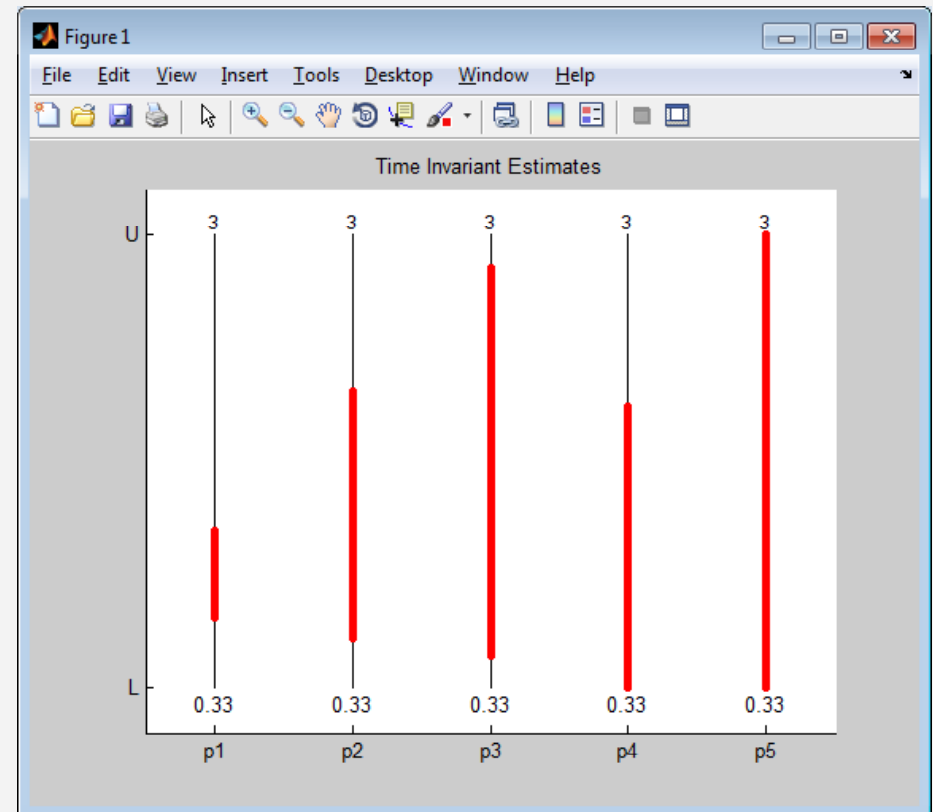 Figure 1
File Edit View Insert Tools Desktop Window Help
Time Invariant Estimates
U 3 3 3 3 3
L 0.33 0.33 0.33 0.33 0.33
p1 p2 p3 p4 p5